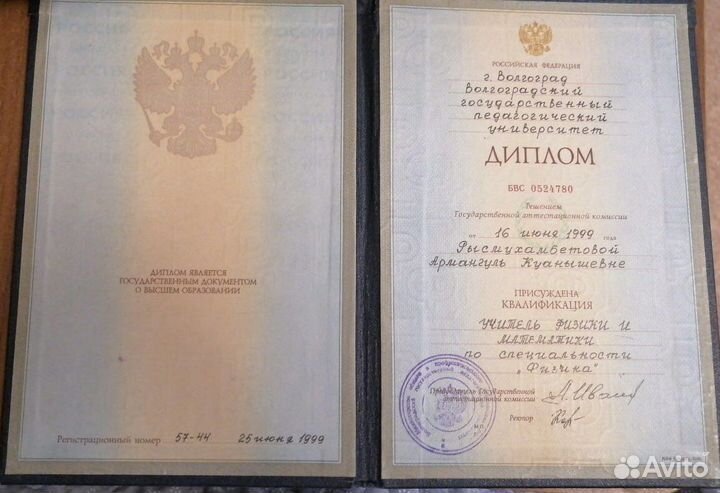 ДИПЛОМ ЯВЛЯЕТСЯ
ГОСУДАРСТВЕННЫМ ДОКУМЕНТОМ
О ВЫСШЕМ ОБРАЗОВАНИИ
Регистрационный номер 57-44 25 июня 1999
РОССИЙСКАЯ ФЕДЕРАЦИЯ
г. Волгоград
Волгоградский
государственный
педагогический
университет
ДИПЛОМ
БВС 0524780
Решением
Государственной аттестационной комиссии
от 16 июня 1999 года
Рысмухамбетовой
Армангуль Куанышевне
ПРИСУЖДЕНА
КВАЛИФИКАЦИЯ
УЧИТЕЛЬ ФИЗИКИ И
МАТЕМАТИКИ
по специальности
„Физика"
Председатель Государственной
аттестационной комиссии
Ректор
Avito